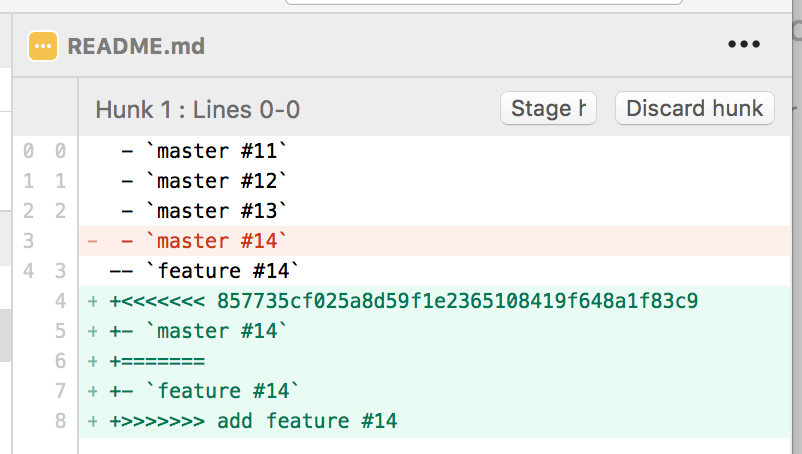 README.md
Hunk 1 : Lines 0-0
Stage h
Discard hunk
0 0 - `master #11`
1 1 - `master #12`
2 2 - `master #13`
3 - - `master #14`
4 3 -- `feature #14`
4 + +<<<<<<< 857735cf025a8d59f1e2365108419f648a1f83c9
5 + +- `master #14`
6 + +=======
7 + +- `feature #14`
8 + +>>>>>>> add feature #14